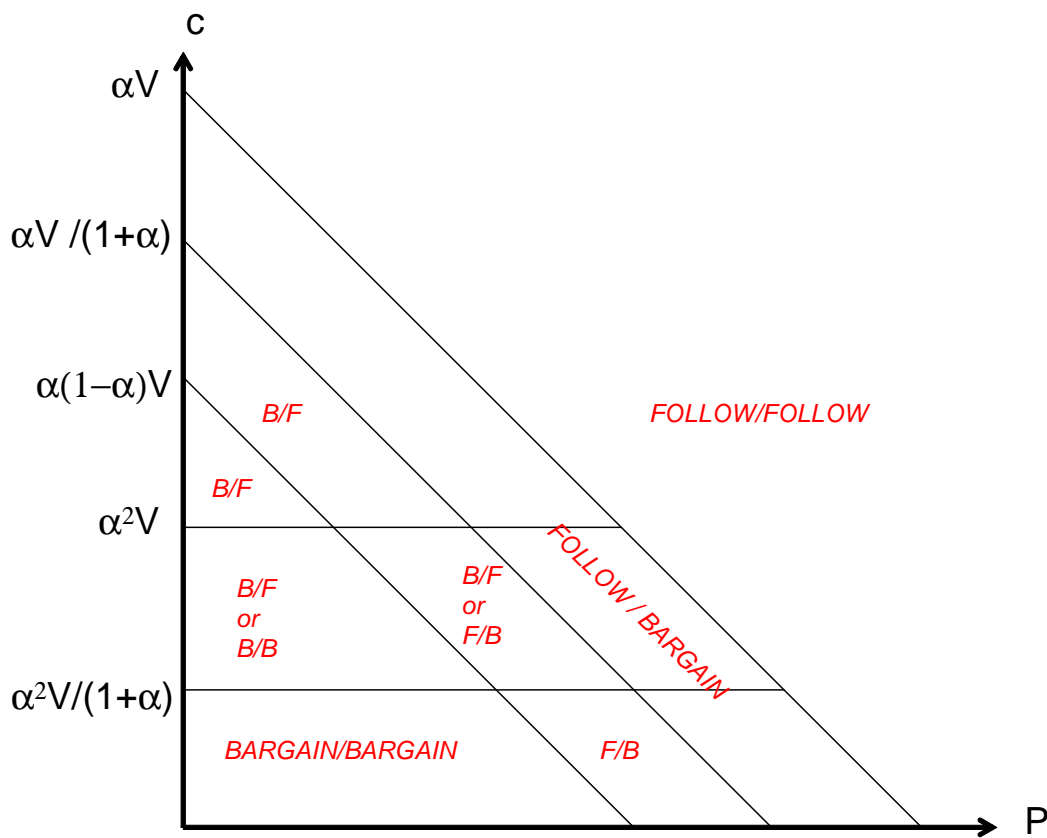 c
αV
αV /(1+α)
α(1−α)V
B/F
FOLLOW/FOLLOW
B/F
α²V
FOLLOW / BARGAIN
B/F
or
B/B
B/F
or
F/B
α²V/(1+α)
BARGAIN/BARGAIN
F/B
P